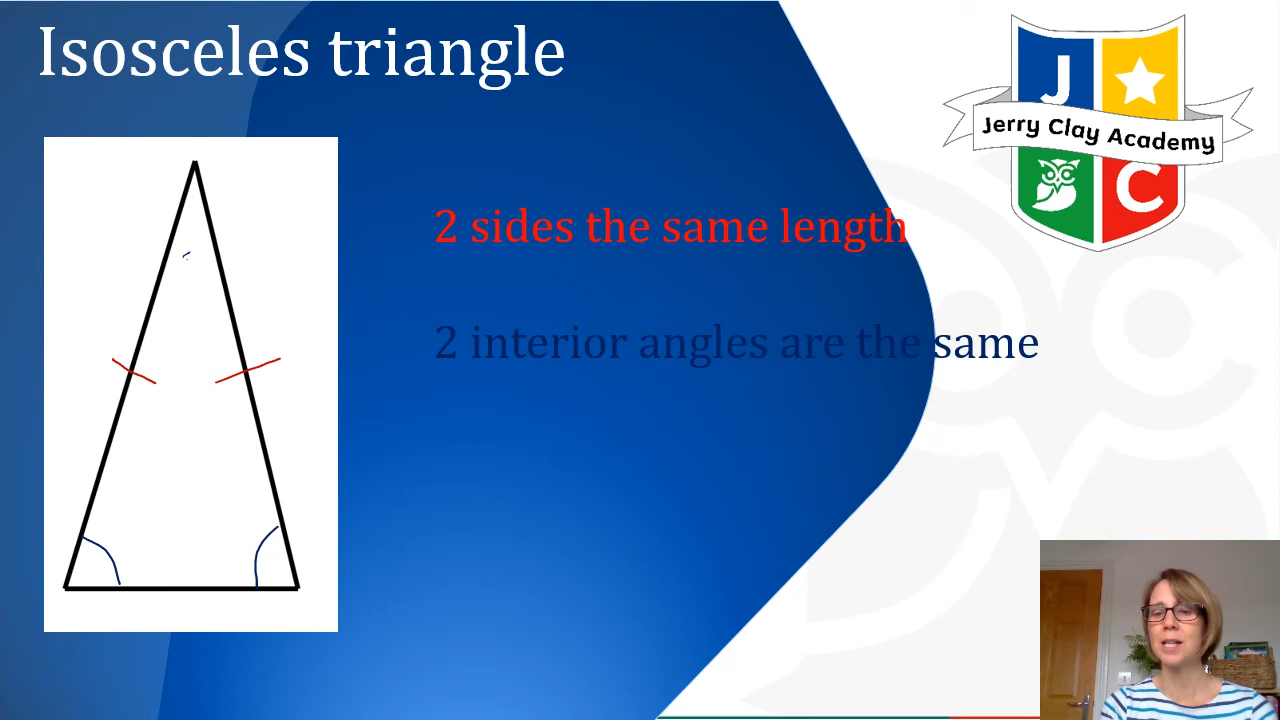 Isosceles triangle
J
Jerry Clay Academy
C
2 sides the same length
2 interior angles are the same